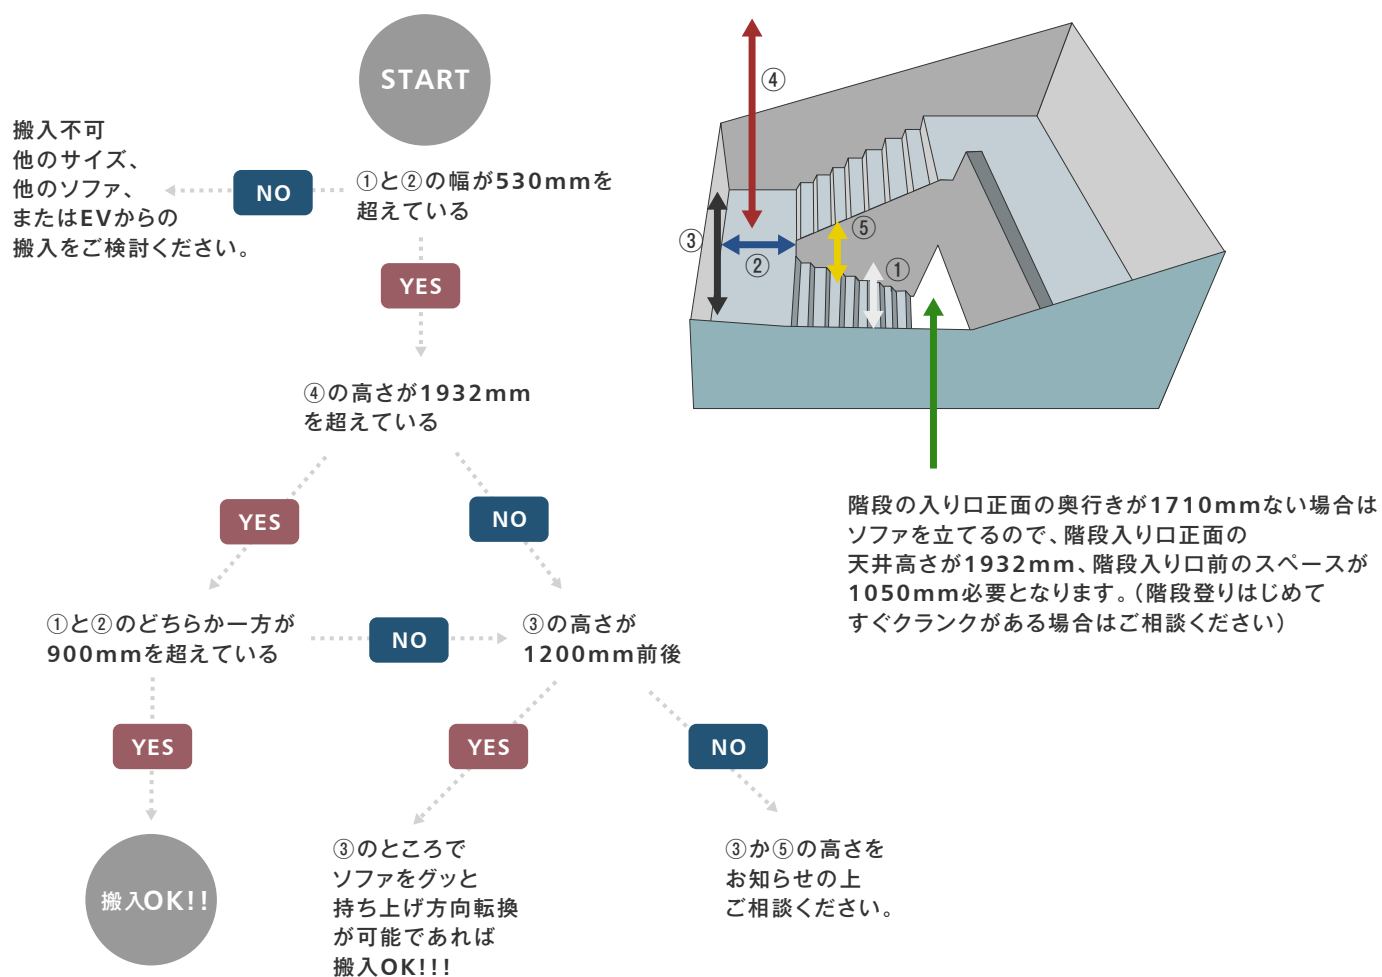 START
①と②の幅が530mmを
超えている
NO
搬入不可
他のサイズ、
他のソファ、
またはEVからの
搬入をご検討ください。
YES
④の高さが1932mm
を超えている
YES
NO
①と②のどちらか一方が
900mmを超えている
NO
③の高さが
1200mm前後
YES
YES
NO
搬入OK!!
③のところで
ソファをグッと
持ち上げ方向転換
が可能であれば
搬入OK!!!
③か⑤の高さを
お知らせの上
ご相談ください。
④
③
②
⑤
①
階段の入り口正面の奥行きが1710mmない場合は
ソファを立てるので、階段入り口正面の
天井高さが1932mm、階段入り口前のスペースが
1050mm必要となります。（階段登りはじめて
すぐクランクがある場合はご相談ください）